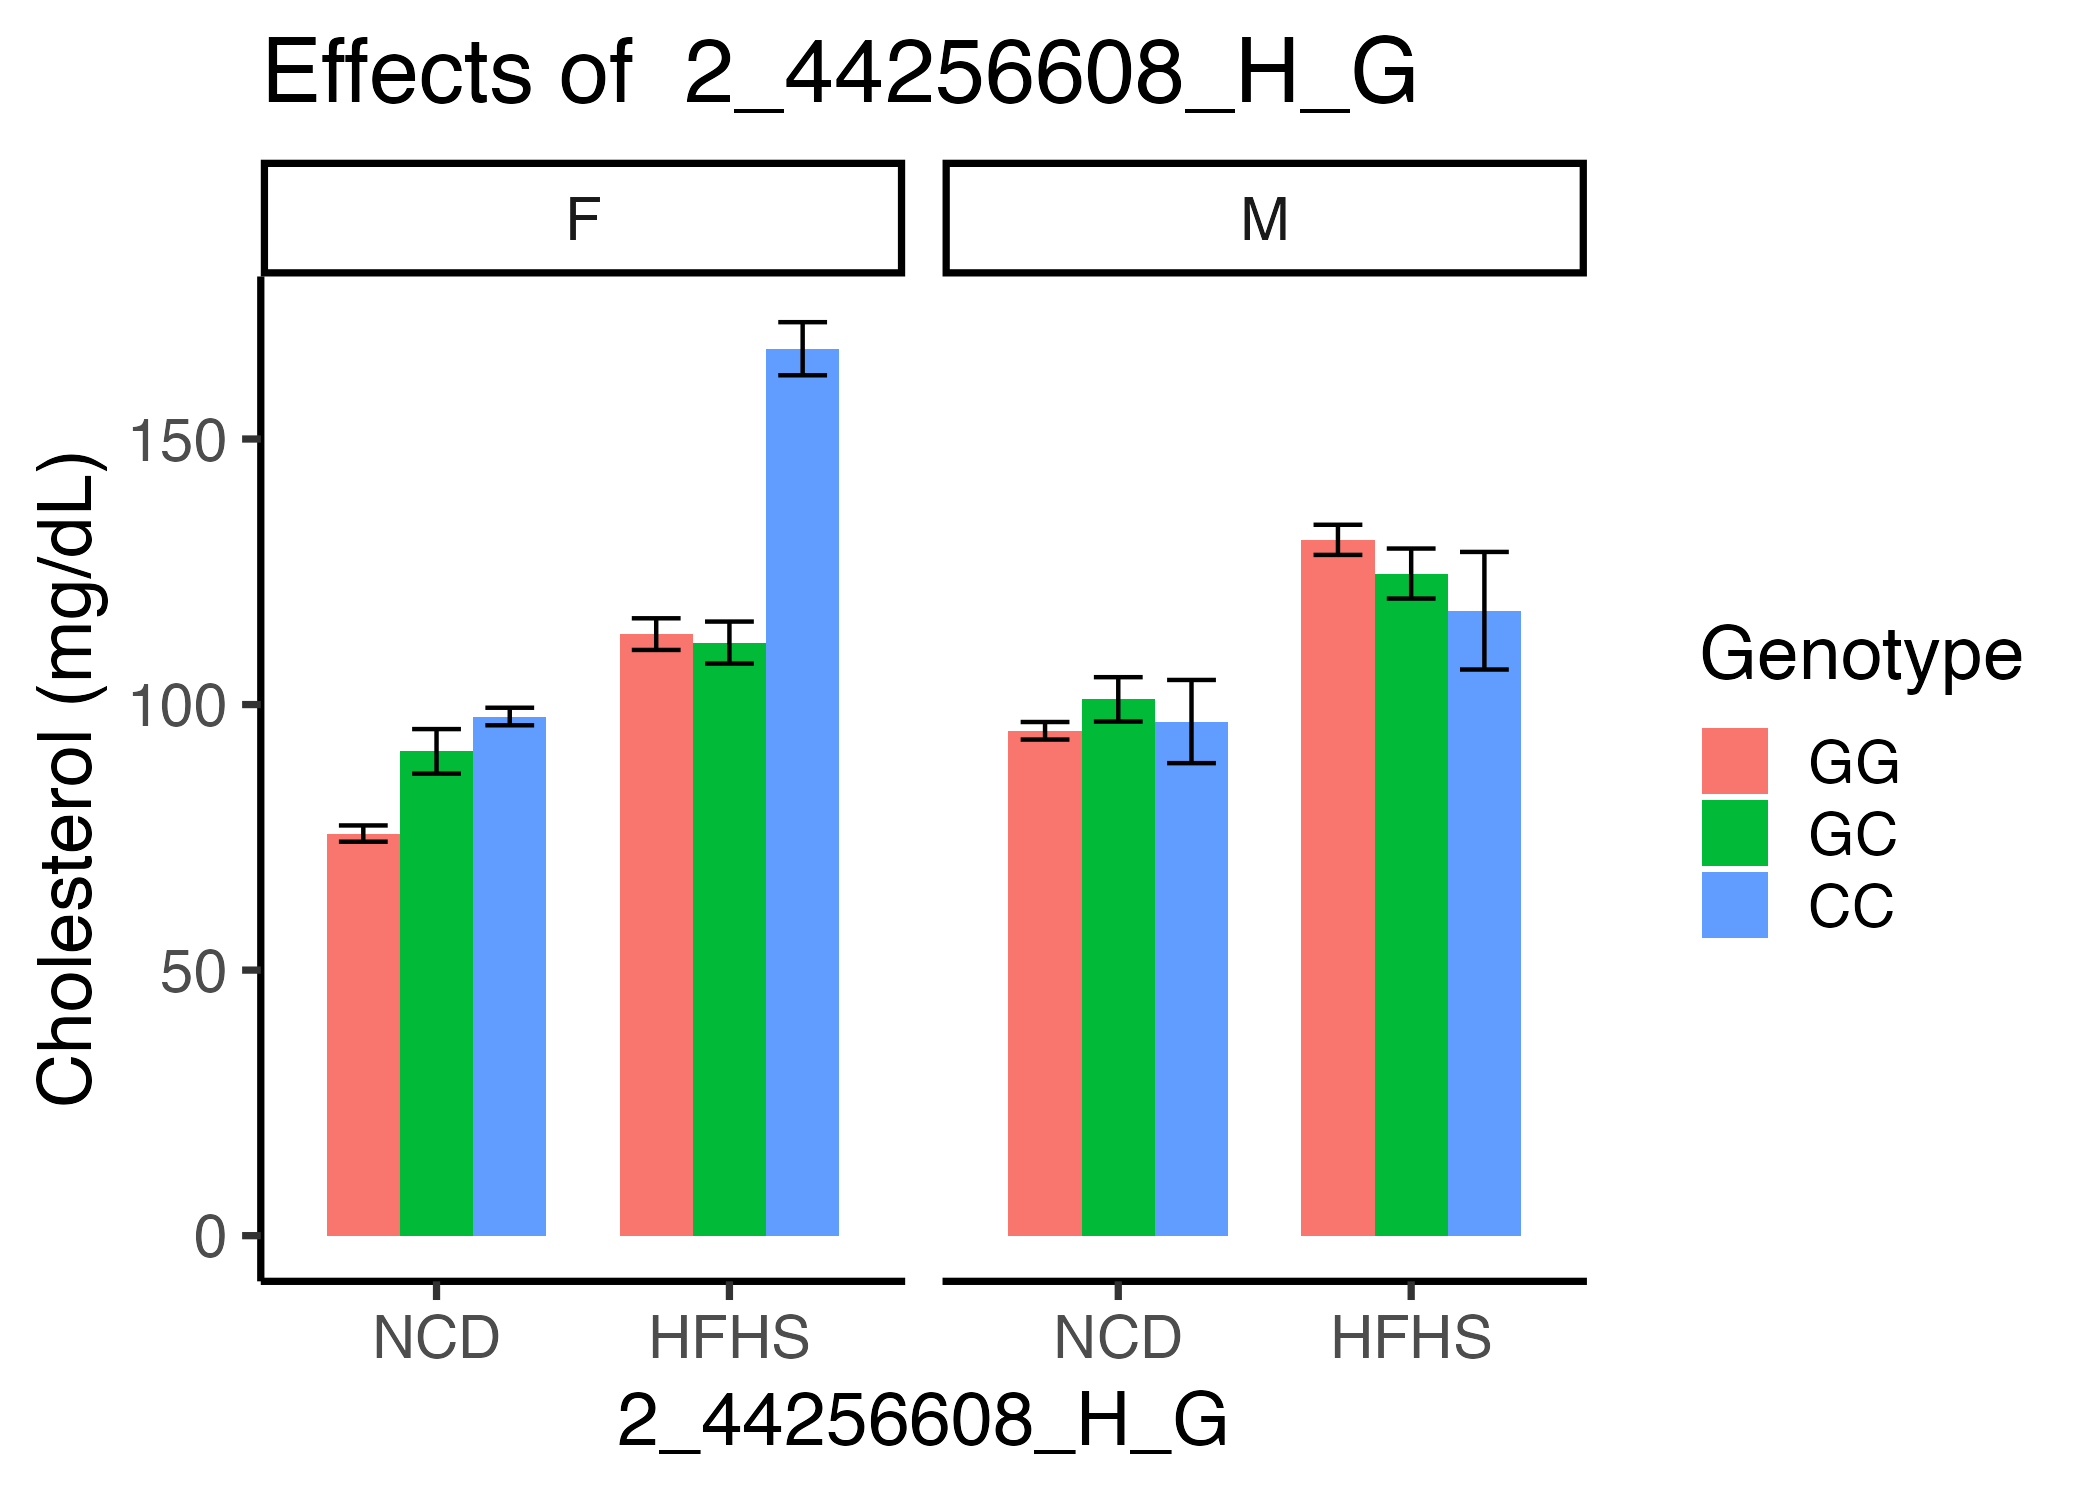 Effects of  2_44256608_H_G
F
M
Cholesterol (mg/dL)
150
100
50
0
NCD
HFHS
NCD
HFHS
2_44256608_H_G
Genotype
GG
GC
CC